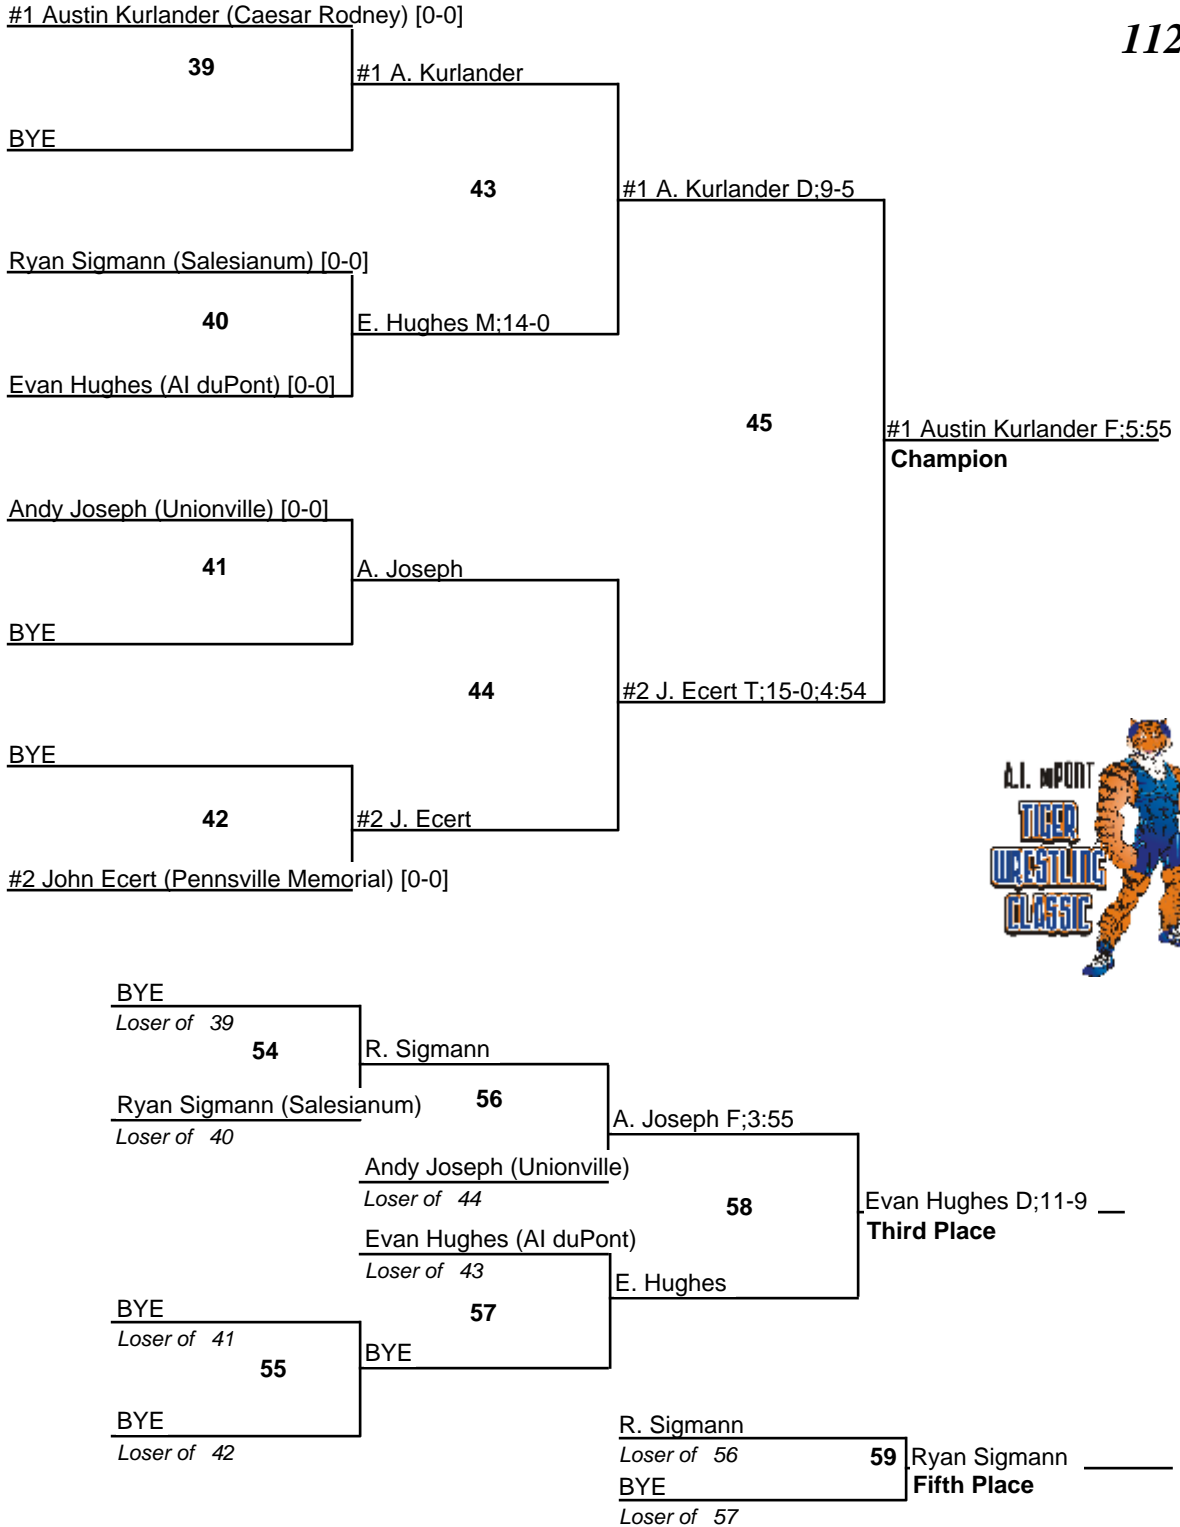 #1 Austin Kurlander (Caesar Rodney) [0-0]
112
39
#1 A. Kurlander
BYE
43
#1 A. Kurlander D;9-5
Ryan Sigmann (Salesianum) [0-0]
40
E. Hughes M;14-0
Evan Hughes (AI duPont) [0-0]
45
#1 Austin Kurlander F;5:55
Champion
Andy Joseph (Unionville) [0-0]
41
A. Joseph
BYE
44
#2 J. Ecert T;15-0;4:54
BYE
42
#2 J. Ecert
#2 John Ecert (Pennsville Memorial) [0-0]
A.I. duPONT
TIGER
WRESTLING
CLASSIC
BYE
Loser of 39
54
R. Sigmann
Ryan Sigmann (Salesianum)
56
Loser of 40
A. Joseph F;3:55
Andy Joseph (Unionville)
Loser of 44
58
Evan Hughes D;11-9
Third Place
Evan Hughes (AI duPont)
Loser of 43
E. Hughes
BYE
57
Loser of 41
55
BYE
BYE
Loser of 42
R. Sigmann
Loser of 56
59
Ryan Sigmann
BYE
Fifth Place
Loser of 57